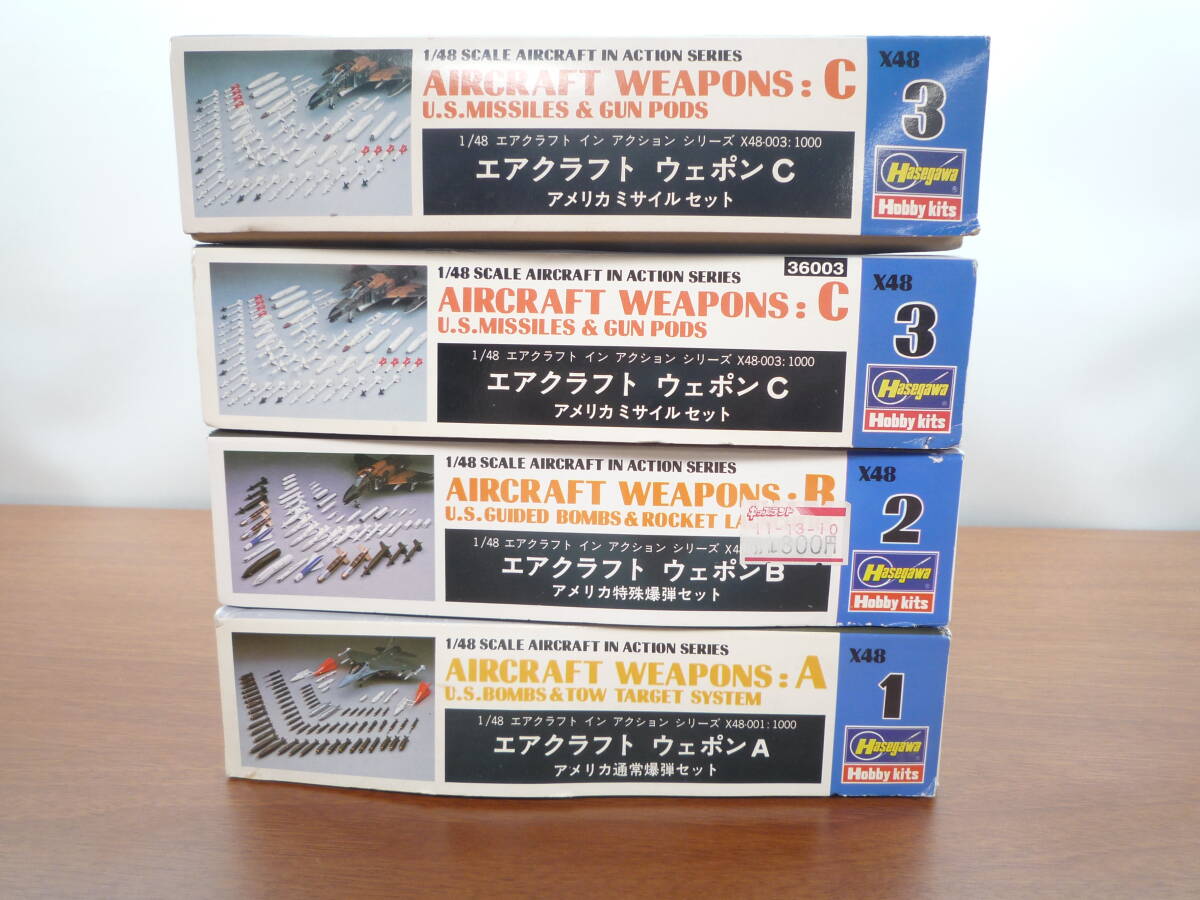 1/48 SCALE AIRCRAFT IN ACTION SERIES
AIRCRAFT WEAPONS: C
U.S.MISSILES & GUN PODS
1/48 エアクラフト イン アクション シリーズ X48-003:1000
エアクラフト ウェポン C
アメリカミサイルセット
X48
3
Hasegawa
Hobby kits
1/48 SCALE AIRCRAFT IN ACTION SERIES
36003
AIRCRAFT WEAPONS: C
U.S.MISSILES & GUN PODS
1/48 エアクラフト イン アクション シリーズ X48-003:1000
エアクラフト ウェポン C
アメリカミサイルセット
X48
3
Hasegawa
Hobby kits
1/48 SCALE AIRCRAFT IN ACTION SERIES
AIRCRAFT WEAPONS: B
U.S.GUIDED BOMBS & ROCKET
1/48 エアクラフト イン アクション シリーズ
エアクラフト ウェポン B
アメリカ特殊爆弾セット
キッズランド
11-13-10
X48
2
Hasegawa
Hobby kits
1/48 SCALE AIRCRAFT IN ACTION SERIES
AIRCRAFT WEAPONS: A
U.S.BOMBS & TOW TARGET SYSTEM
1/48 エアクラフト イン アクション シリーズ X48-001:1000
エアクラフト ウェポン A
アメリカ通常爆弾セット
X48
1
Hasegawa
Hobby kits